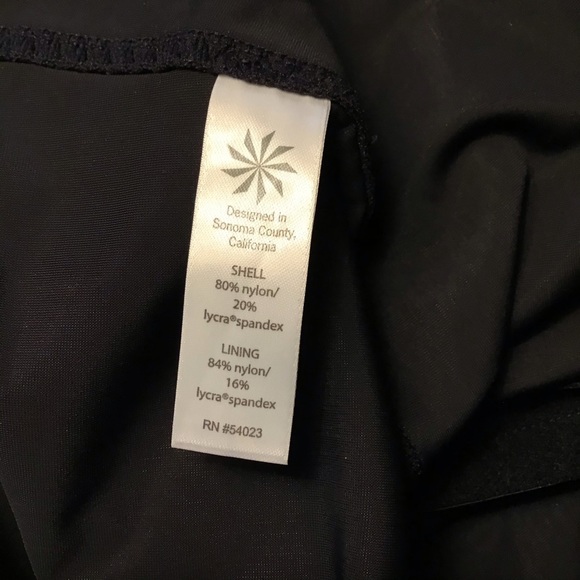 Designed in
Sonoma County,
California
SHELL
80% nylon/
20%
lycra®spandex
LINING
84% nylon/
16%
lycra®spandex
RN #54023